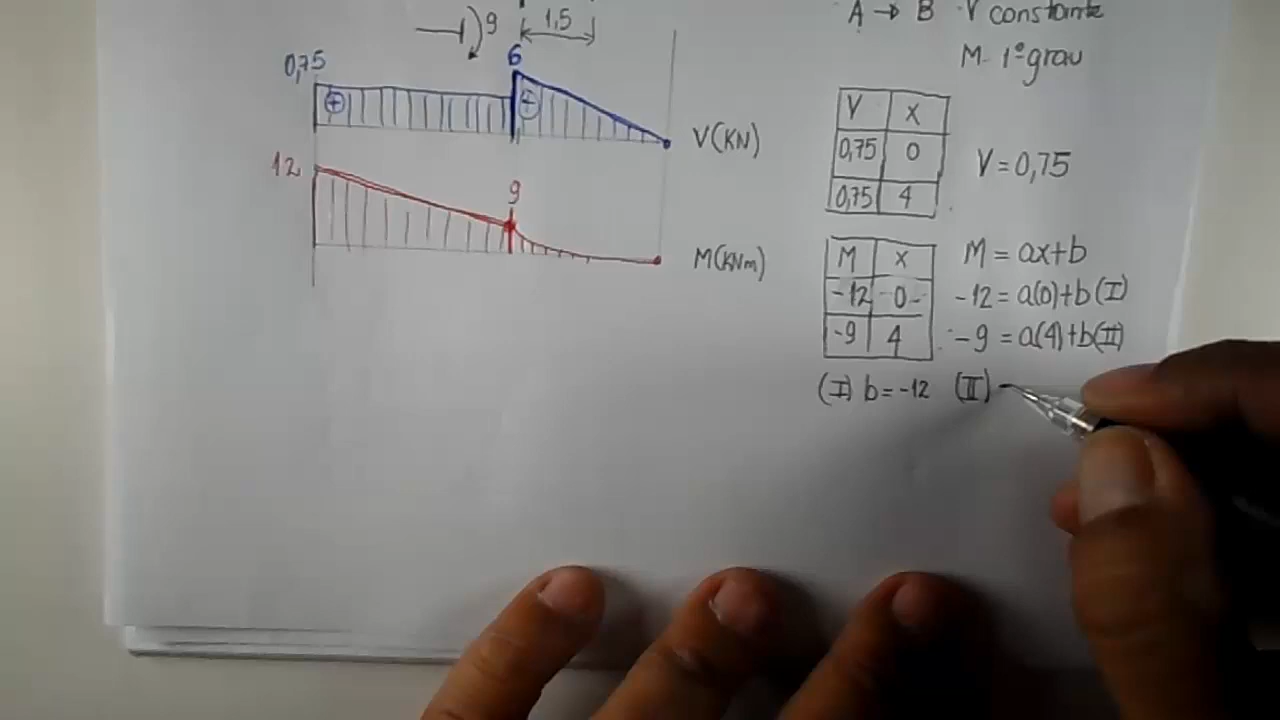 9 1,5
0,75
6
+
+
V(KN)
12
9
M(KNm)
A → B V constante
M- 1º grau
V x
0,75 0
0,75 4
V = 0,75
M x
-12 0
-9 4
M = ax+b
-12 = a(0)+b(I)
-9 = a(4)+b(II)
(I) b = -12 (II) -